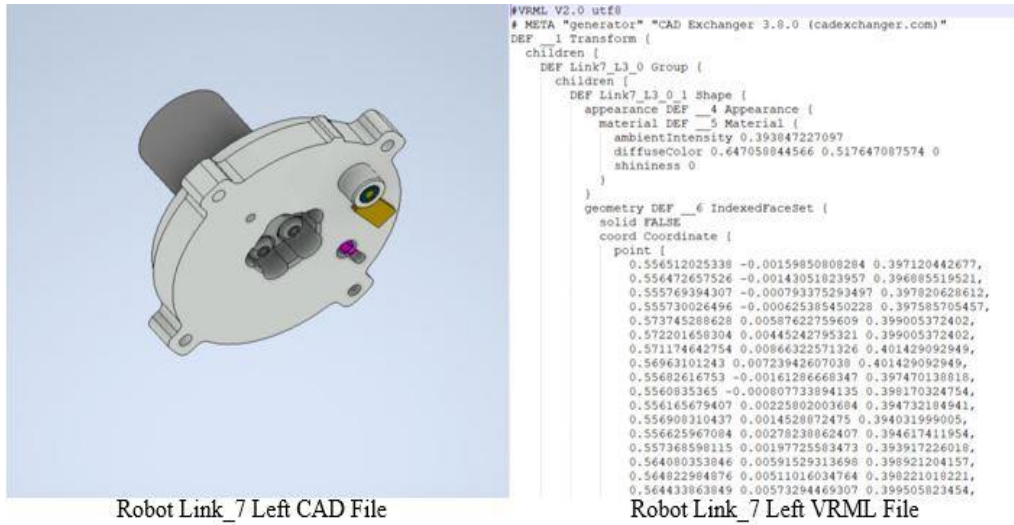 #VRML V2.0 utf8
# META "generator" "CAD Exchanger 3.8.0 (cadexchanger.com)"
DEF __1 Transform {
children [
DEF Link7_L3_0 Group {
children [
DEF Link7_L3_0_1 Shape {
appearance DEF __4 Appearance {
material DEF __5 Material {
ambientIntensity 0.393847227097
diffuseColor 0.647058844566 0.517647087574 0
shininess 0
}
}
geometry DEF __6 IndexedFaceSet {
solid FALSE
coord Coordinate {
point [
0.556512025338 -0.00159850808284 0.397120442677,
0.556472657526 -0.00143051823957 0.396885519521,
0.555769394307 -0.000793375293497 0.397820628612,
0.555730026496 -0.000625385450228 0.397585705457,
0.573745288628 0.00587622759609 0.399005372402,
0.572201658304 0.00445242795321 0.399005372402,
0.571174642754 0.00866322571326 0.401429092949,
0.56963101243 0.00723942607038 0.401429092949,
0.55682616753 -0.00161286668347 0.397470138818,
0.5560835365 -0.000807733894135 0.398170324754,
0.556165679407 0.00225802003684 0.394732184941,
0.556908310437 0.0014528872475 0.394031999005,
0.556625967084 0.00278238862407 0.394617411954,
0.557368598115 0.00197725583473 0.393917226018,
0.564080353846 0.00591529313698 0.398921204157,
0.564822984876 0.00511016034764 0.398221018221,
0.564433863849 0.00573294469307 0.399505823454,
Robot Link_7 Left CAD File
Robot Link_7 Left VRML File